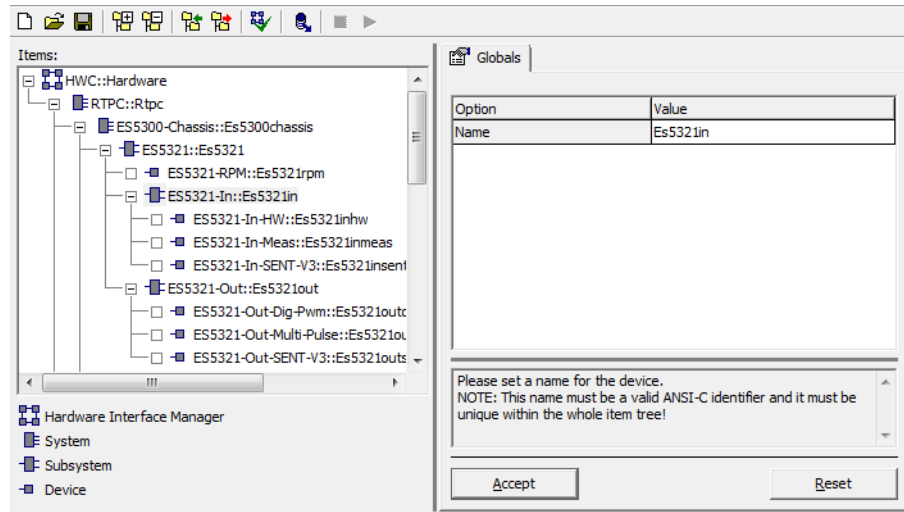 Items:
HWC::Hardware
RTPC::Rtpc
ES5300-Chassis::Es5300chassis
ES5321::Es5321
ES5321-RPM::Es5321rpm
ES5321-In::Es5321in
ES5321-In-HW::Es5321inhw
ES5321-In-Meas::Es5321inmeas
ES5321-In-SENT-V3::Es5321insent
ES5321-Out::Es5321out
ES5321-Out-Dig-Pwm::Es5321outd
ES5321-Out-Multi-Pulse::Es5321ou
ES5321-Out-SENT-V3::Es5321outs
Hardware Interface Manager
System
Subsystem
Device
Globals
Option Value
Name Es5321in
Please set a name for the device.
NOTE: This name must be a valid ANSI-C identifier and it must be
unique within the whole item tree!
Accept Reset